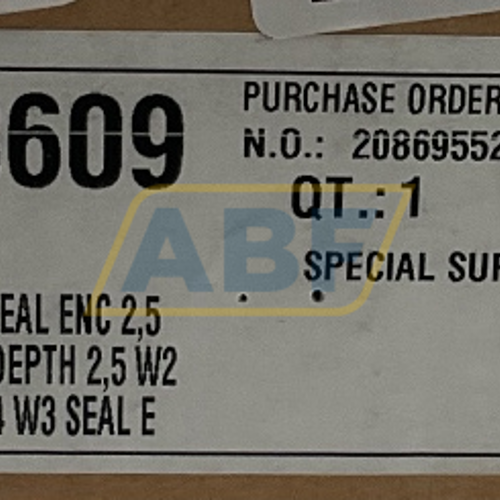 609
PURCHASE ORDER
N.O.: 20869552
QT.: 1
ABF
SPECIAL SUR
EAL ENC 2,5
DEPTH 2,5 W2
W3 SEAL E